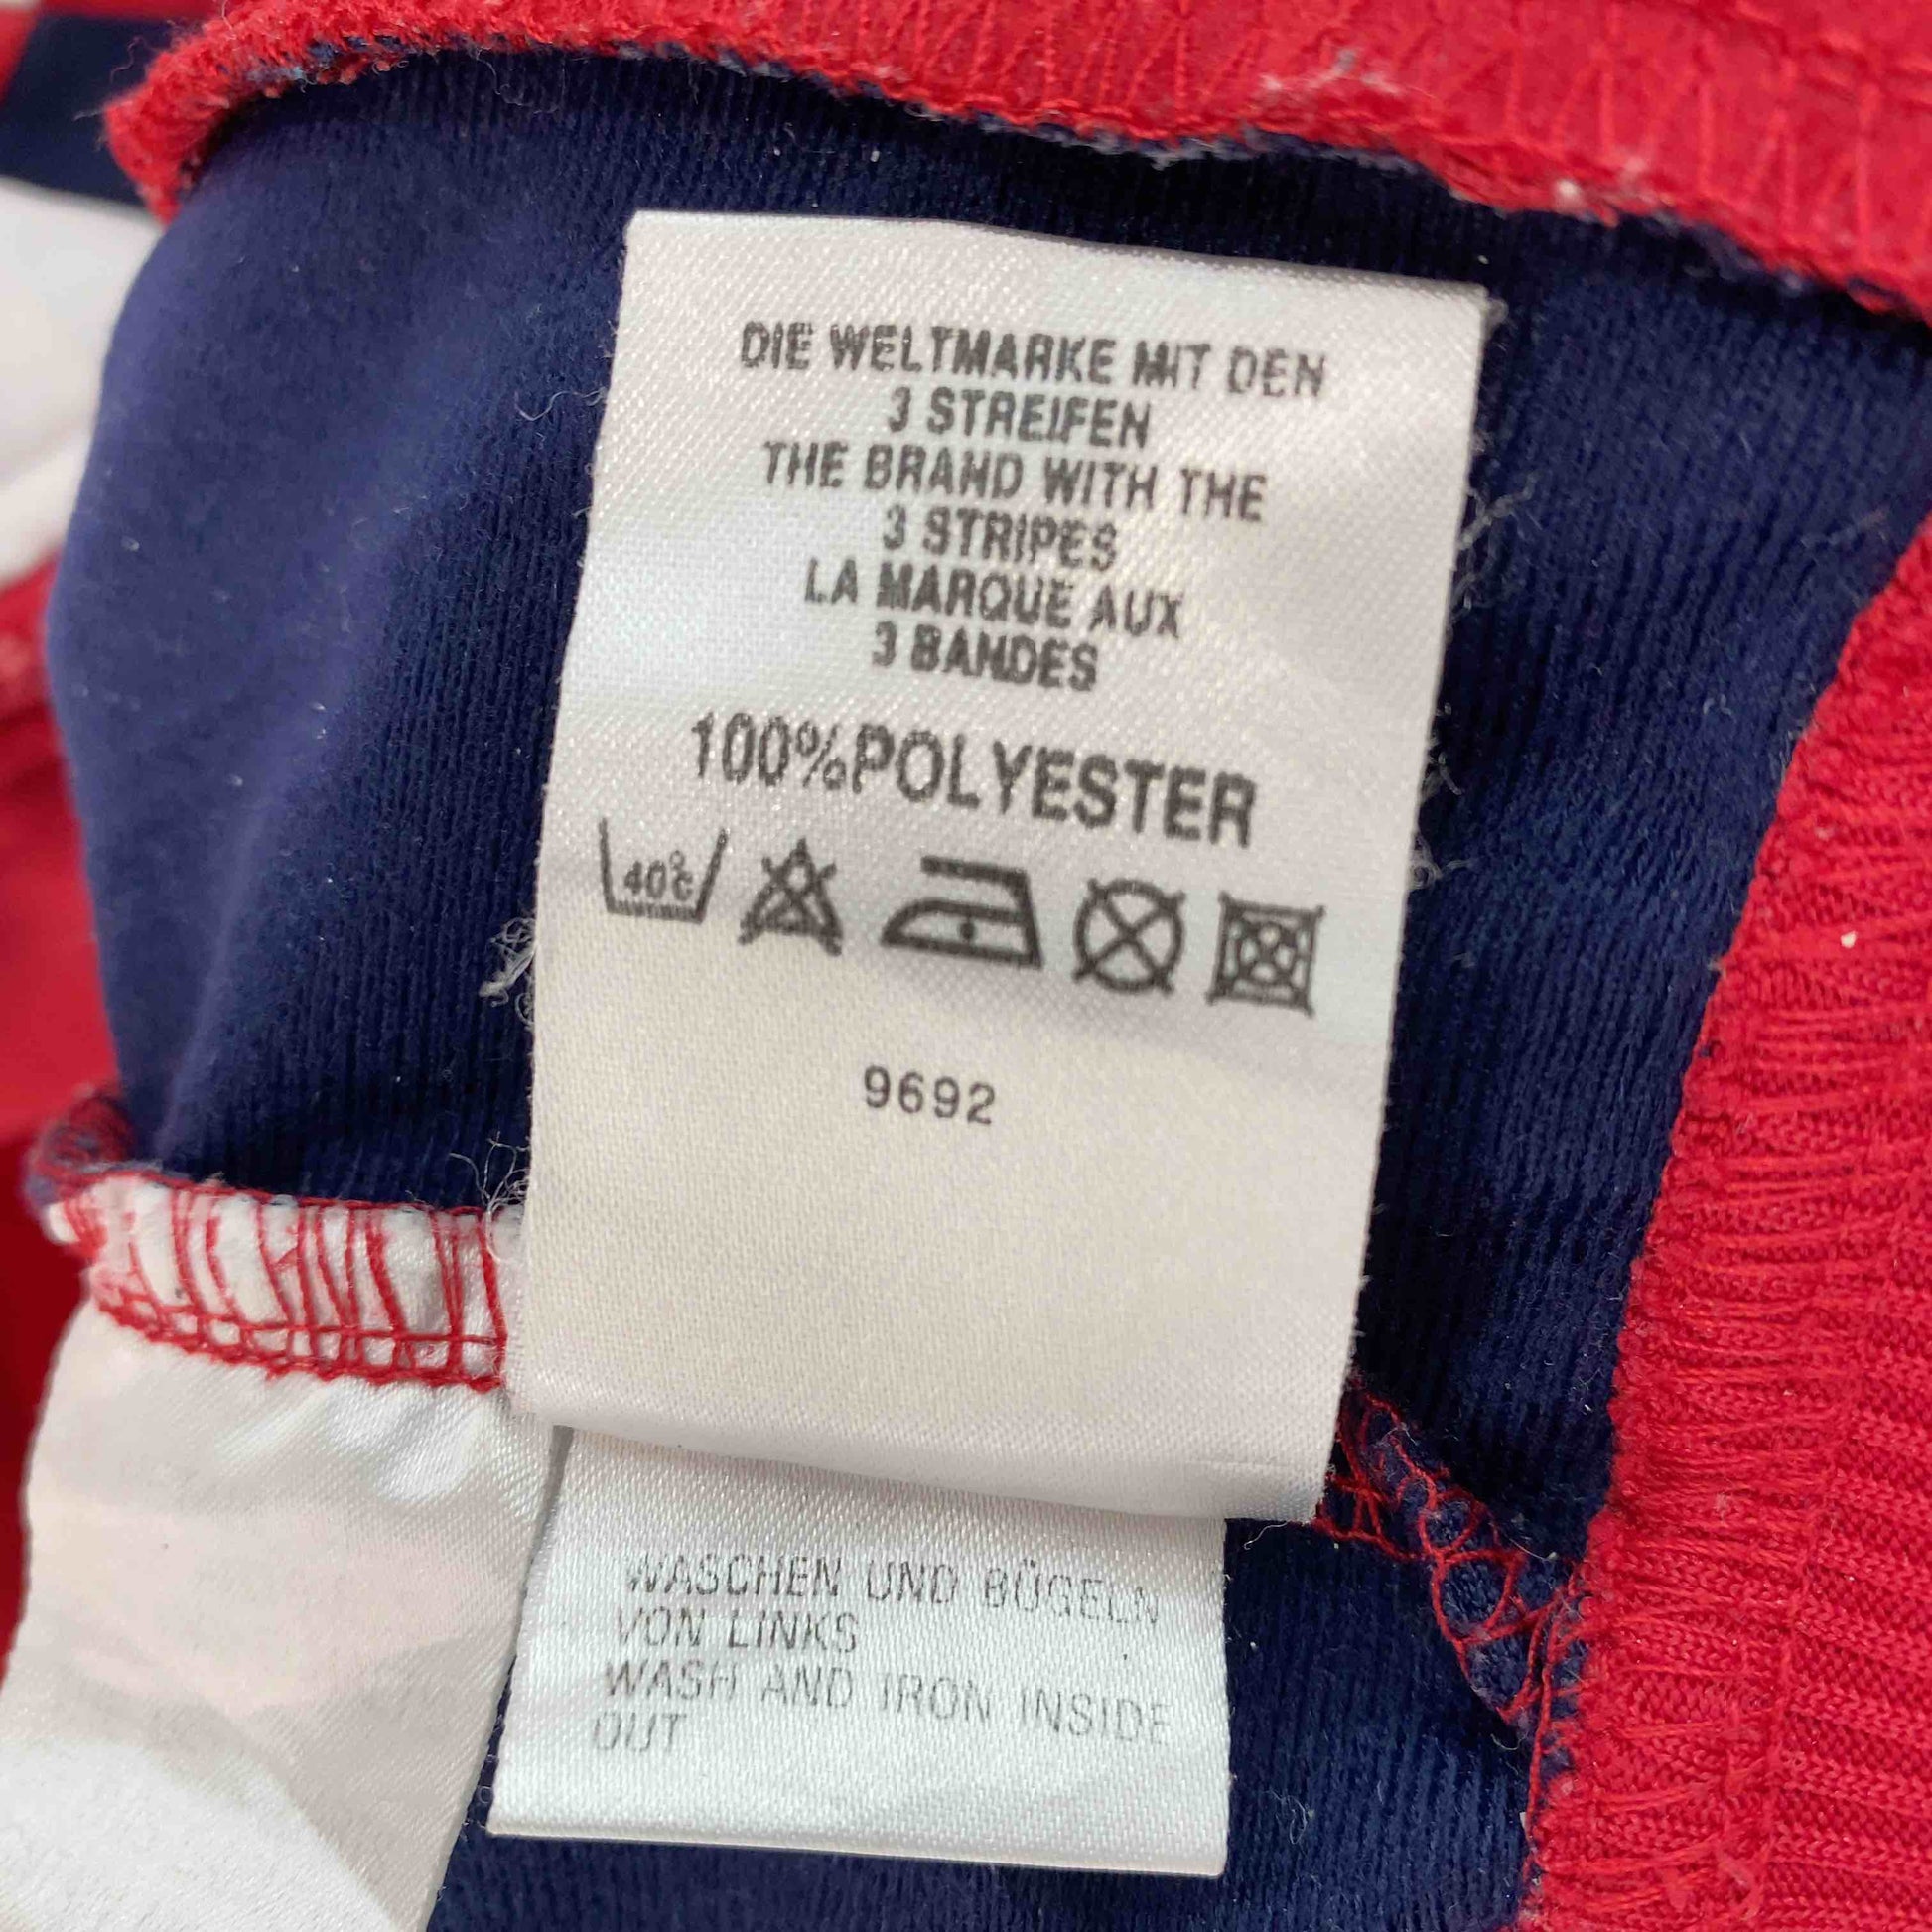 DIE WELTMARKE MIT DEN
3 STREIFEN
THE BRAND WITH THE
3 STRIPES
LA MARQUE AUX
3 BANDES
100%POLYESTER
40°C
9692
WASCHEN UND BÜGELN
VON LINKS
WASH AND IRON INSIDE
OUT